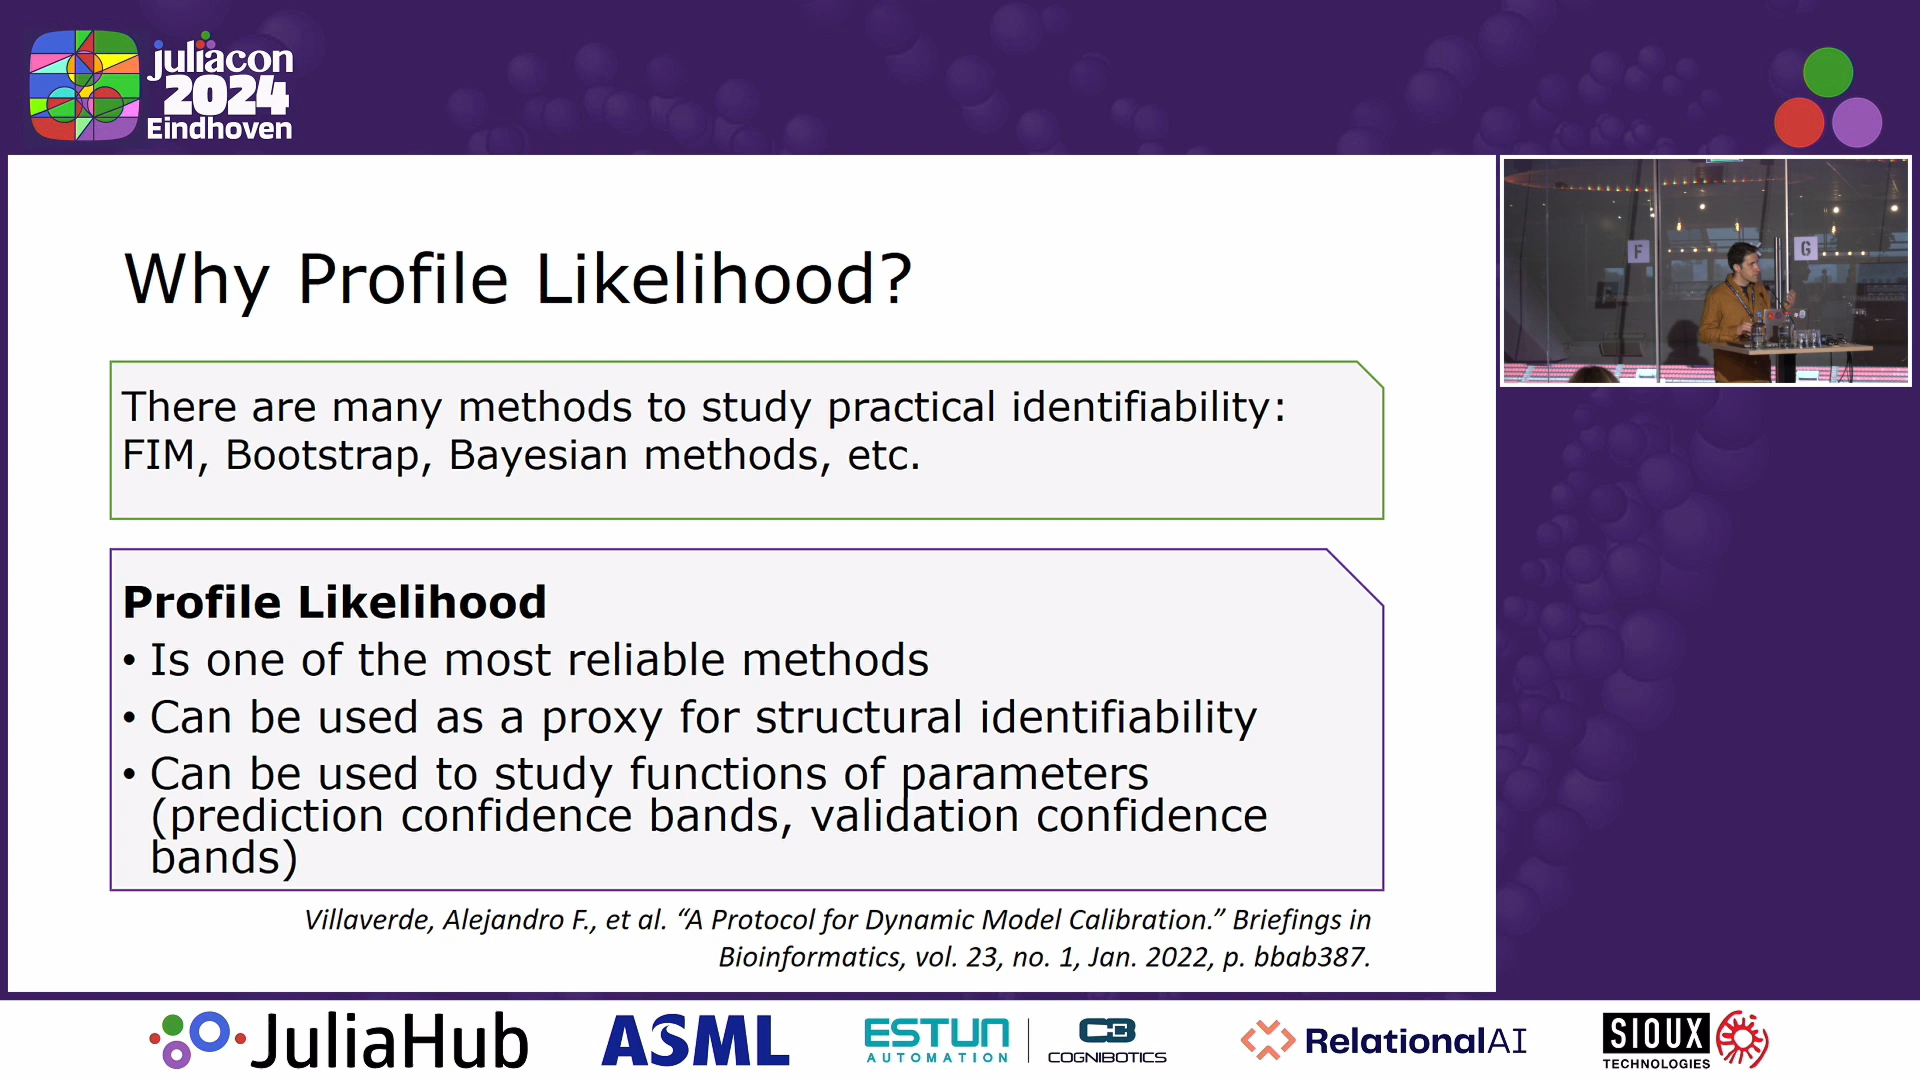 juliacon
2024
Eindhoven
F
G
Why Profile Likelihood?
There are many methods to study practical identifiability:
FIM, Bootstrap, Bayesian methods, etc.
Profile Likelihood
• Is one of the most reliable methods
• Can be used as a proxy for structural identifiability
• Can be used to study functions of parameters
(prediction confidence bands, validation confidence
bands)
Villaverde, Alejandro F., et al. “A Protocol for Dynamic Model Calibration.” Briefings in
Bioinformatics, vol. 23, no. 1, Jan. 2022, p. bbab387.
JuliaHub
ASML
ESTUN
AUTOMATION
COGNIBOTICS
RelationalAI
SIOUX
TECHNOLOGIES